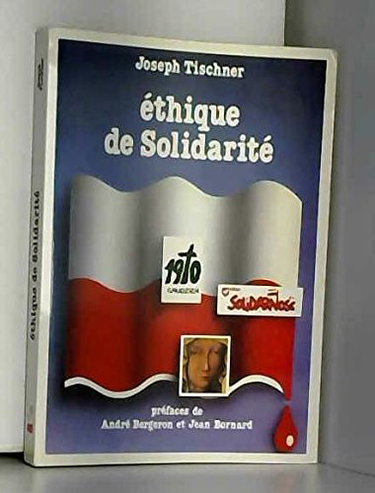 Joseph Tischner
éthique
de Solidarité
1970
SOLIDARNOŚĆ
préfaces de
André Bergeron et Jean Bornard
éthique de Solidarité